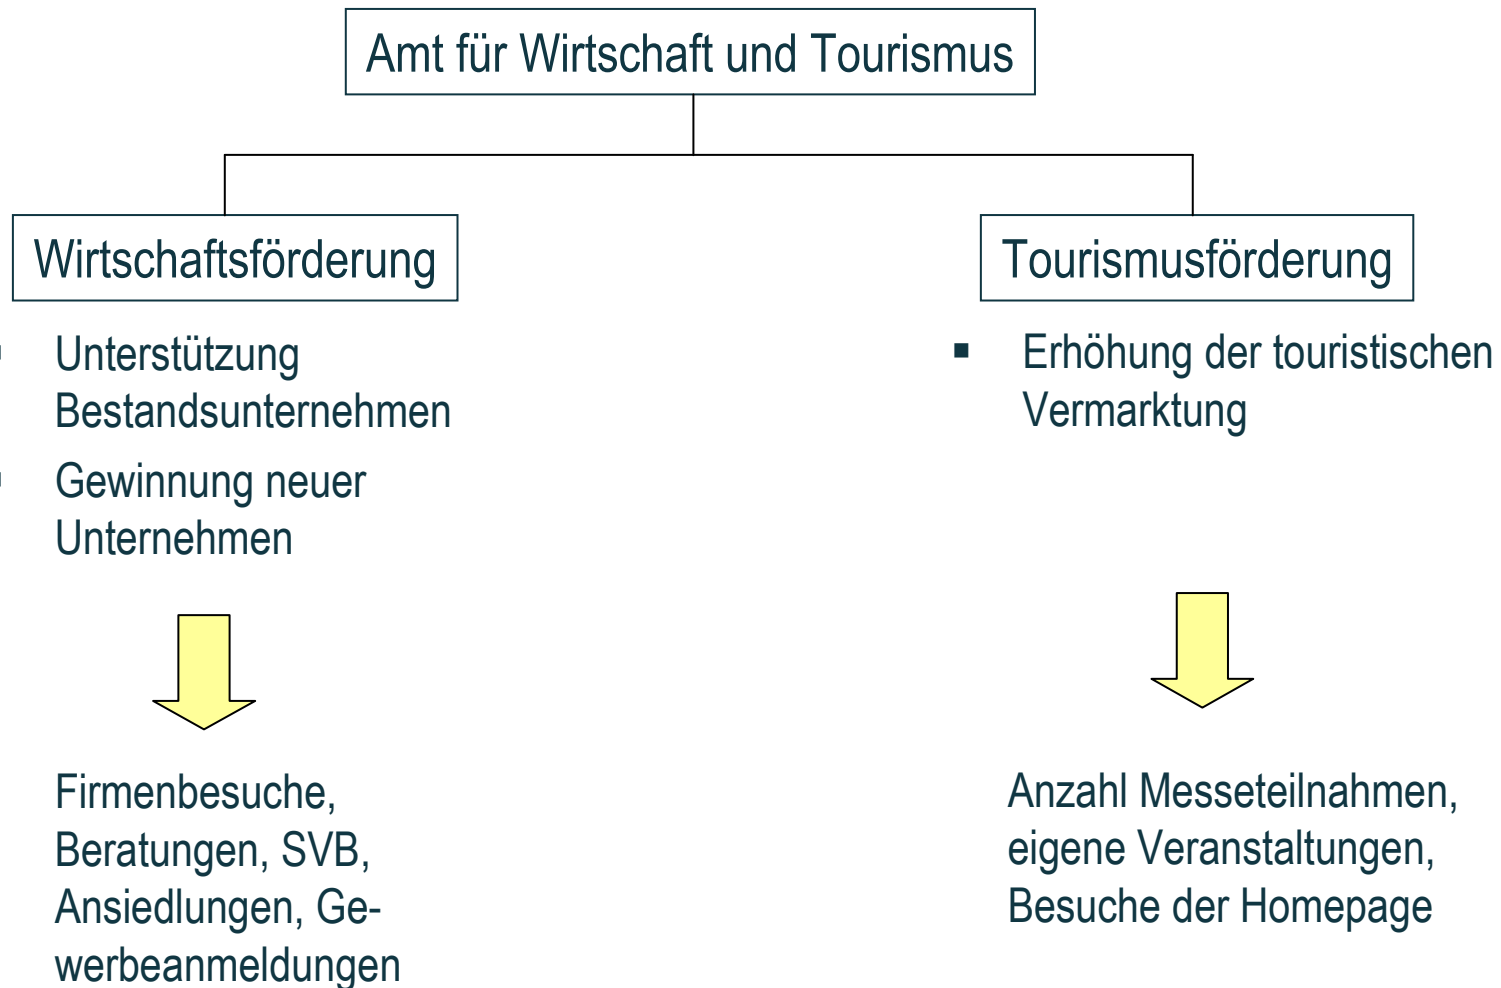 Amt für Wirtschaft und Tourismus
Wirtschaftsförderung
Unterstützung
Bestandsunternehmen
Gewinnung neuer
Unternehmen
Firmenbesuche,
Beratungen, SVB,
Ansiedlungen, Ge-
werbeanmeldungen
Tourismusförderung
Erhöhung der touristischen
Vermarktung
Anzahl Messeteilnahmen,
eigene Veranstaltungen,
Besuche der Homepage